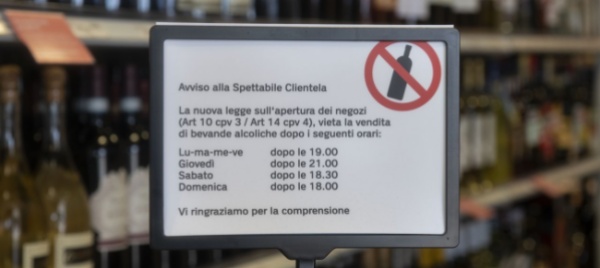 Avviso alla Spettabile Clientela
La nuova legge sull'apertura dei negozi
(Art 10 cpv 3 / Art 14 cpv 4), vieta la vendita
di bevande alcoliche dopo i seguenti orari:
Lu-ma-me-ve dopo le 19.00
Giovedì dopo le 21.00
Sabato dopo le 18.30
Domenica dopo le 18.00
Vi ringraziamo per la comprensione